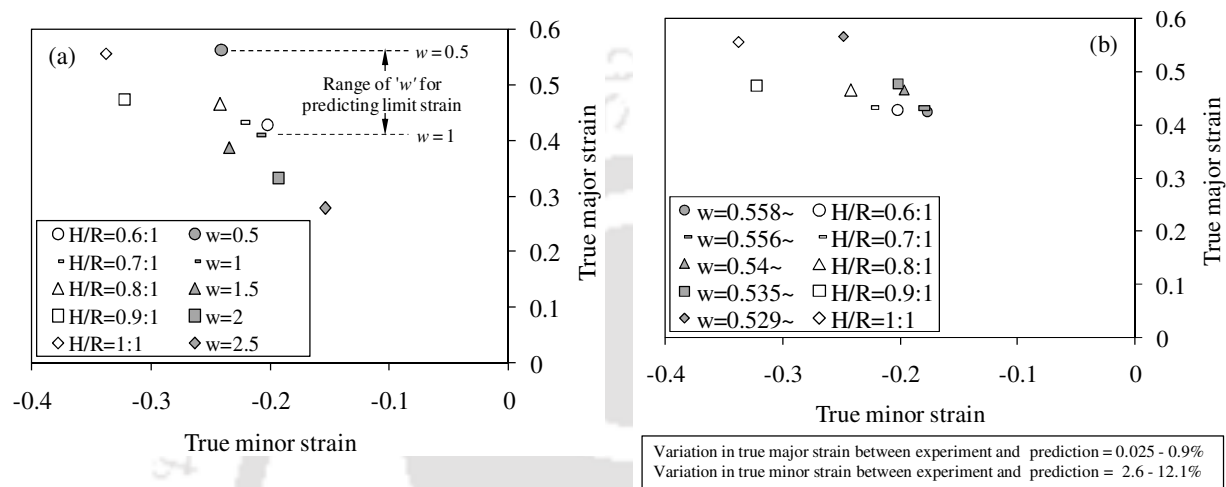 (a)
0.6
0.5
0.4
0.3
0.2
0.1
0
True major strain
w = 0.5
Range of 'w' for
predicting limit strain
w = 1
H/R=0.6:1 w=0.5
H/R=0.7:1 w=1
H/R=0.8:1 w=1.5
H/R=0.9:1 w=2
H/R=1:1 w=2.5
-0.4 -0.3 -0.2 -0.1 0
True minor strain
(b)
0.6
0.5
0.4
0.3
0.2
0.1
0
True major strain
w=0.558~ H/R=0.6:1
w=0.556~ H/R=0.7:1
w=0.54~ H/R=0.8:1
w=0.535~ H/R=0.9:1
w=0.529~ H/R=1:1
-0.4 -0.3 -0.2 -0.1 0
True minor strain
Variation in true major strain between experiment and prediction = 0.025 - 0.9%
Variation in true minor strain between experiment and prediction = 2.6 - 12.1%